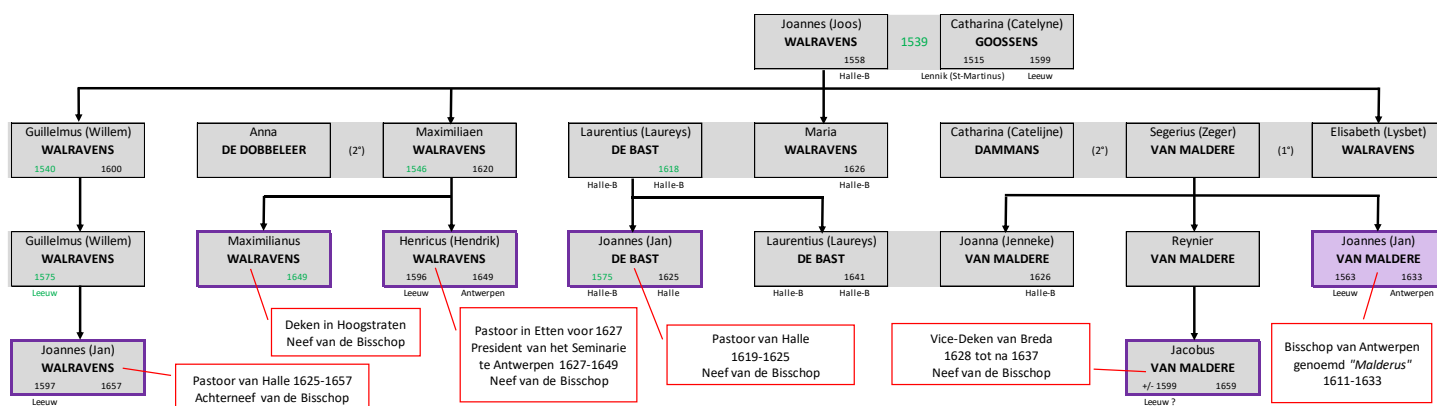 Joannes (Joos)
WALRAVENS
1558
Halle-B
1539
Catharina (Catelyne)
GOOSSENS
1515 1599
Lennik (St-Martinus) Leeuw
Guillelmus (Willem)
WALRAVENS
1540 1600
Anna
DE DOBBELEER
(2°)
Maximiliaen
WALRAVENS
1546 1620
Laurentius (Laureys)
DE BAST
1618
Halle-B Halle-B
Maria
WALRAVENS
1626
Halle-B
Catharina (Catelijne)
DAMMANS
(2°)
Segerius (Zeger)
VAN MALDERE
(1°)
Elisabeth (Lysbet)
WALRAVENS
Guillelmus (Willem)
WALRAVENS
1575
Leeuw
Maximilianus
WALRAVENS
1649
Henricus (Hendrik)
WALRAVENS
1596 1649
Leeuw Antwerpen
Joannes (Jan)
DE BAST
1575 1625
Halle-B Halle
Laurentius (Laureys)
DE BAST
1641
Halle-B Halle-B
Joanna (Jenneke)
VAN MALDERE
1626
Halle-B
Reynier
VAN MALDERE
Joannes (Jan)
VAN MALDERE
1563 1633
Leeuw Antwerpen
Joannes (Jan)
WALRAVENS
1597 1657
Leeuw
Pastoor van Halle 1625-1657
Achterneef van de Bisschop
Deken in Hoogstraten
Neef van de Bisschop
Pastoor in Etten voor 1627
President van het Seminarie
te Antwerpen 1627-1649
Neef van de Bisschop
Pastoor van Halle
1619-1625
Neef van de Bisschop
Vice-Deken van Breda
1628 tot na 1637
Neef van de Bisschop
Jacobus
VAN MALDERE
+/- 1599 1659
Leeuw ?
Bisschop van Antwerpen
genoemd "Malderus"
1611-1633